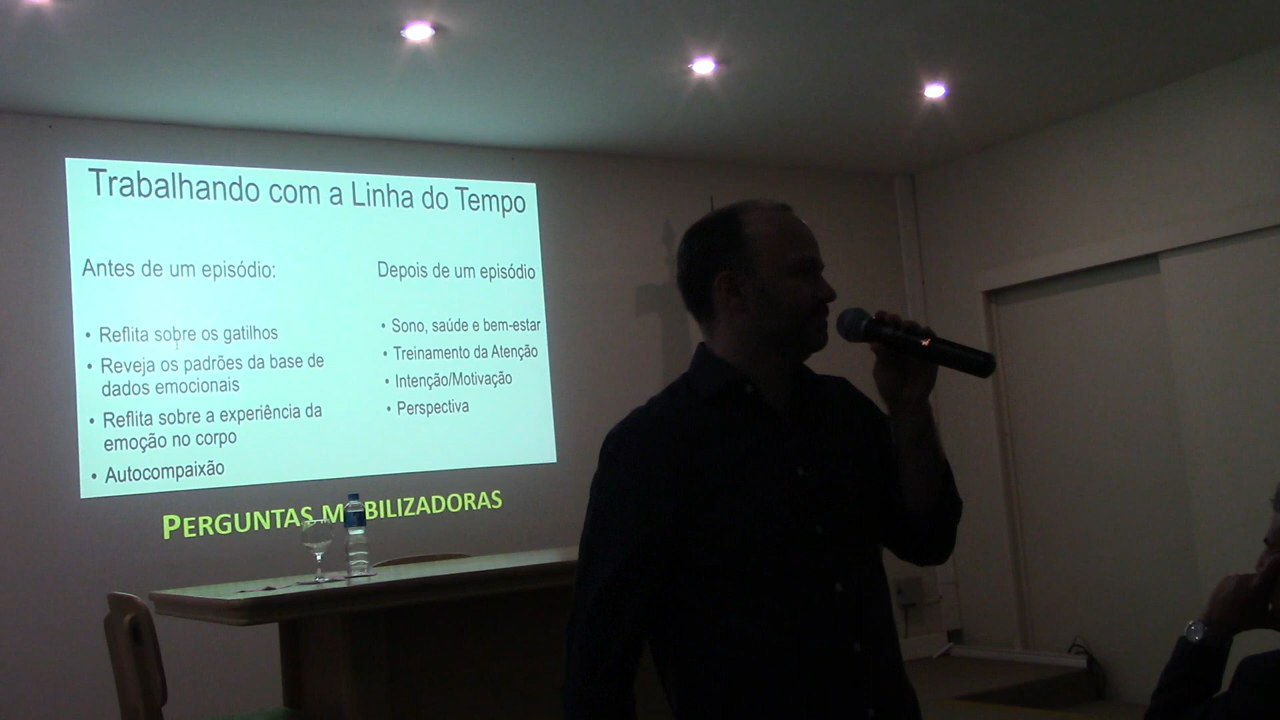 Trabalhando com a Linha do Tempo
Antes de um episódio:
• Reflita sobre os gatilhos
• Reveja os padrões da base de
dados emocionais
• Reflita sobre a experiência da
emoção no corpo
• Autocompaixão
Depois de um episódio
• Sono, saúde e bem-estar
• Treinamento da Atenção
• Intenção/Motivação
• Perspectiva
PERGUNTAS MOBILIZADORAS